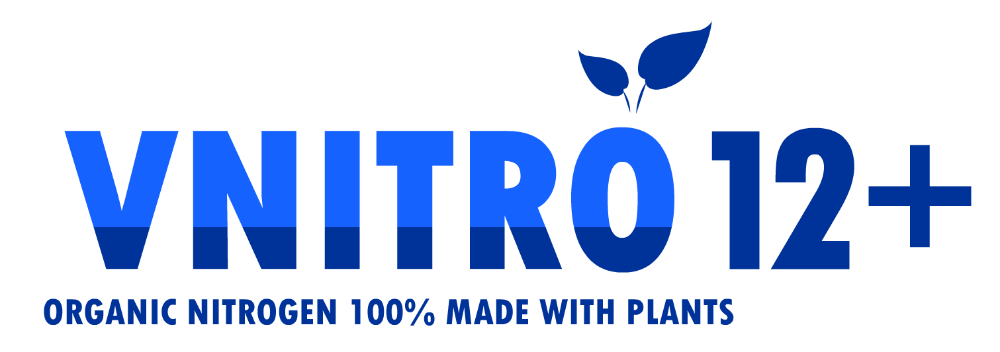 VNITRO 12+
ORGANIC NITROGEN 100% MADE WITH PLANTS